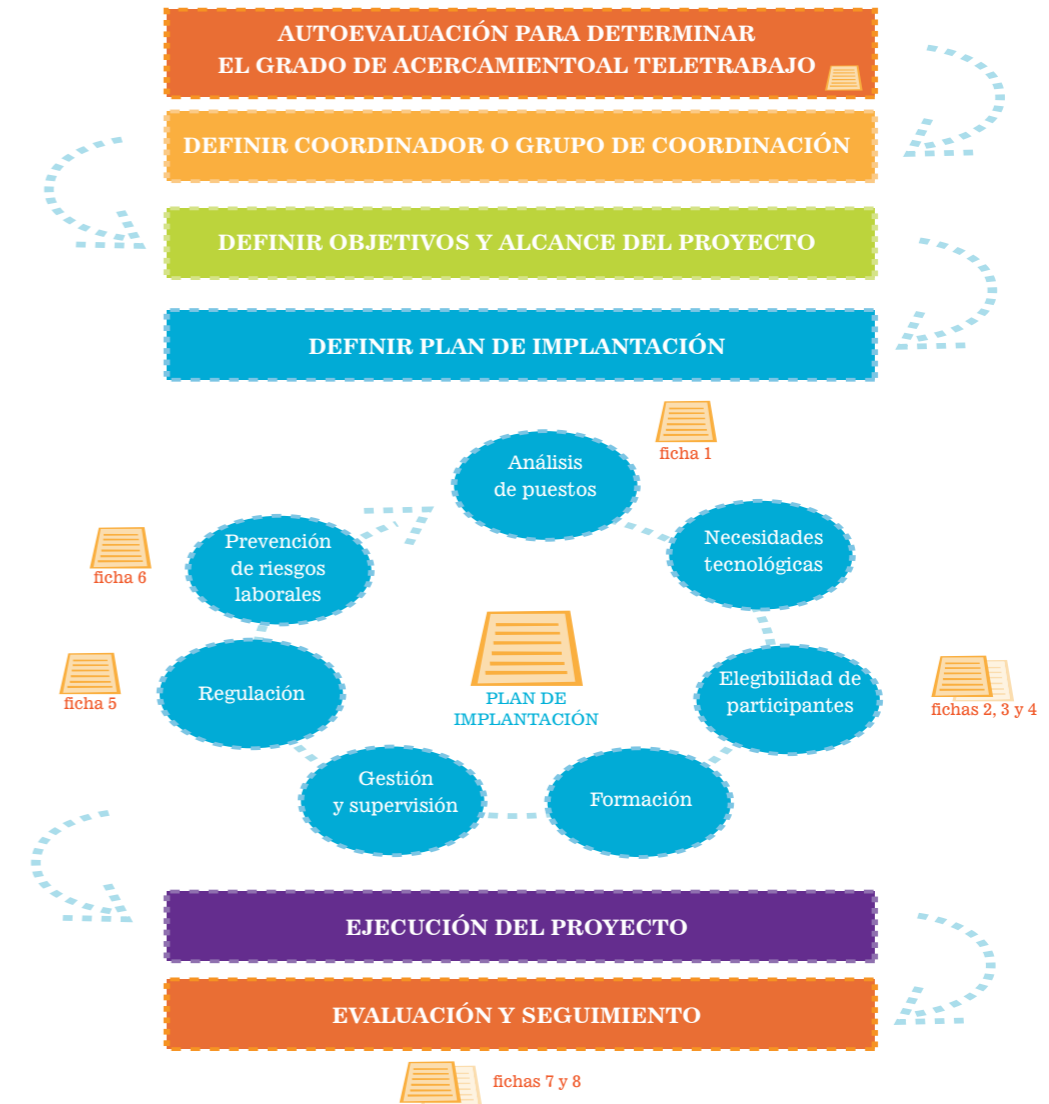 AUTOEVALUACIÓN PARA DETERMINAR
EL GRADO DE ACERCAMIENTOAL TELETRABAJO
DEFINIR COORDINADOR O GRUPO DE COORDINACIÓN
DEFINIR OBJETIVOS Y ALCANCE DEL PROYECTO
DEFINIR PLAN DE IMPLANTACIÓN
ficha 1
Análisis
de puestos
Necesidades
tecnológicas
Elegibilidad de
participantes
fichas 2, 3 y 4
Formación
Gestión
y supervisión
Regulación
ficha 5
Prevención
de riesgos
laborales
ficha 6
PLAN DE
IMPLANTACIÓN
EJECUCIÓN DEL PROYECTO
EVALUACIÓN Y SEGUIMIENTO
fichas 7 y 8